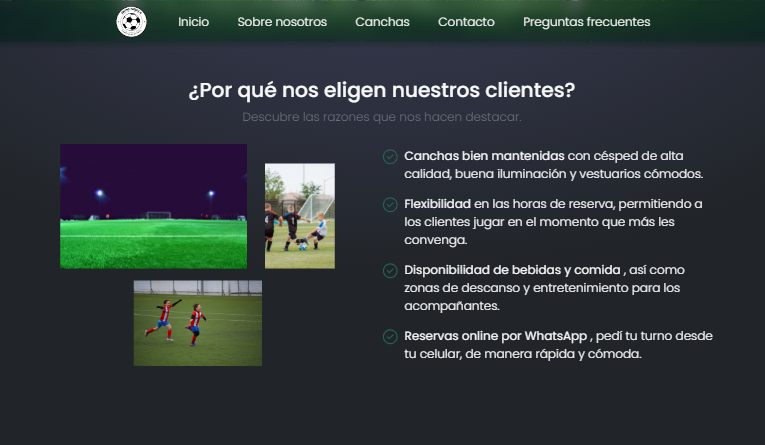 Inicio Sobre nosotros Canchas Contacto Preguntas frecuentes
¿Por qué nos eligen nuestros clientes?
Descubre las razones que nos hacen destacar.
Canchas bien mantenidas con césped de alta
calidad, buena iluminación y vestuarios cómodos.
Flexibilidad en las horas de reserva, permitiendo a
los clientes jugar en el momento que más les
convenga.
Disponibilidad de bebidas y comida , así como
zonas de descanso y entretenimiento para los
acompañantes.
Reservas online por WhatsApp , pedí tu turno desde
tu celular, de manera rápida y cómoda.